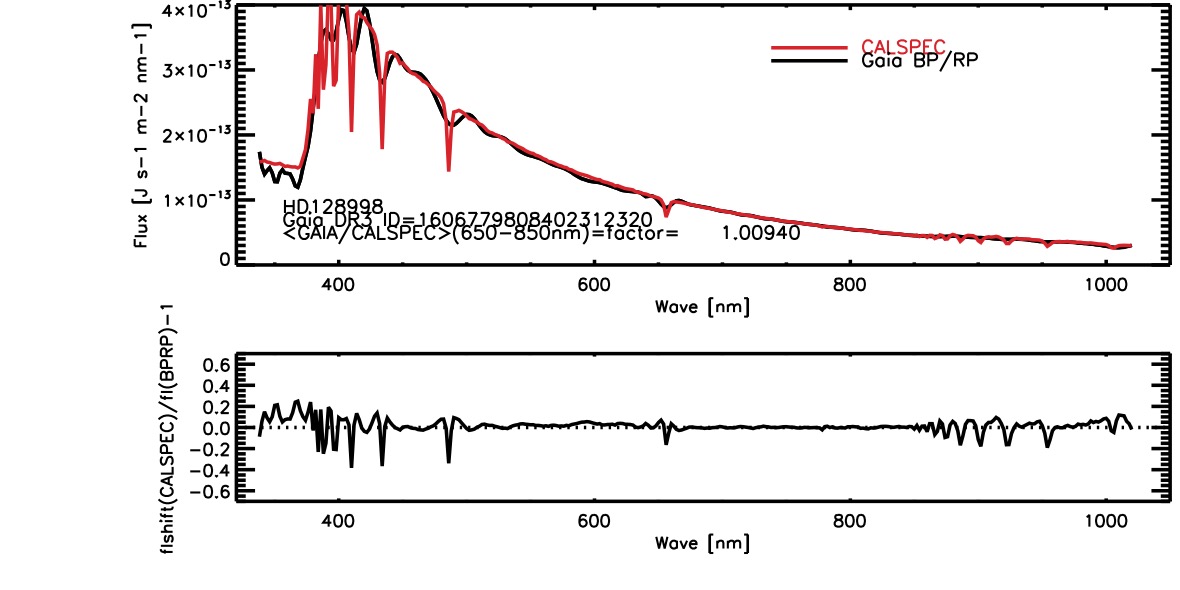 4×10−13
3×10−13
2×10−13
1×10−13
0
Flux [J s−1 m−2 nm−1]
CALSPEC
Gaia BP/RP
HD128998
Gaia DR3 ID=1606779808402312320
<GAIA/CALSPEC>(650−850nm)=factor= 1.00940
400 600 800 1000
Wave [nm]
flshift(CALSPEC)/fl(BPRP)−1
0.6
0.4
0.2
0.0
−0.2
−0.4
−0.6
400 600 800 1000
Wave [nm]